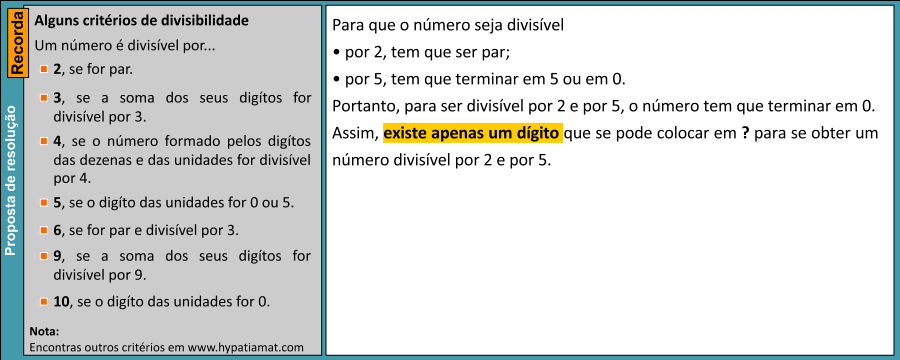 Recorda
Proposta de resolução
Alguns critérios de divisibilidade
Um número é divisível por...
2, se for par.
3, se a soma dos seus digítos for
divisível por 3.
4, se o número formado pelos digítos
das dezenas e das unidades for divisível
por 4.
5, se o digíto das unidades for 0 ou 5.
6, se for par e divisível por 3.
9, se a soma dos seus digítos for
divisível por 9.
10, se o digíto das unidades for 0.
Nota:
Encontras outros critérios em www.hypatiamat.com
Para que o número seja divisível
• por 2, tem que ser par;
• por 5, tem que terminar em 5 ou em 0.
Portanto, para ser divisível por 2 e por 5, o número tem que terminar em 0.
Assim, existe apenas um dígito que se pode colocar em ? para se obter um
número divisível por 2 e por 5.